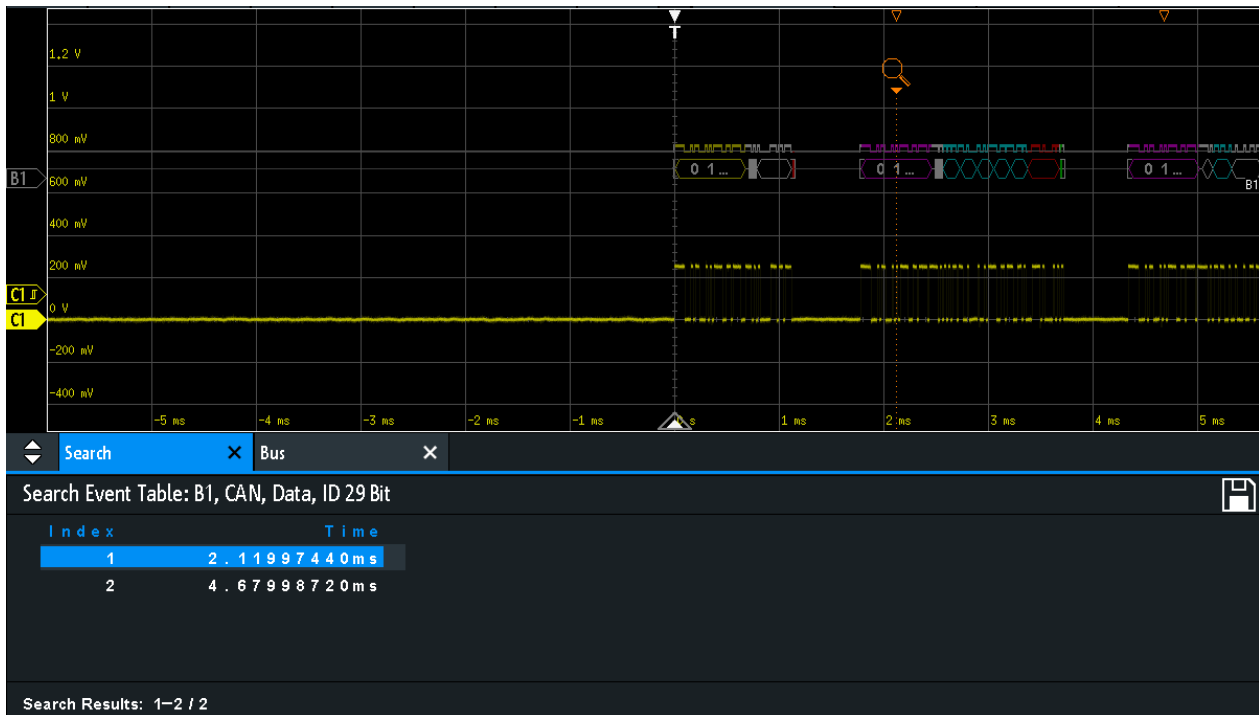 T
1.2 V
1 V
800 mV
B1
600 mV
0 1...
0 1...
0 1...
B1
400 mV
200 mV
C1
0 V
C1
-200 mV
-400 mV
-5 ms
-4 ms
-3 ms
-2 ms
-1 ms
s
1 ms
2 ms
3 ms
4 ms
5 ms
Search
Bus
Search Event Table: B1, CAN, Data, ID 29 Bit
Index Time
1 2.11997440ms
2 4.67998720ms
Search Results: 1-2 / 2